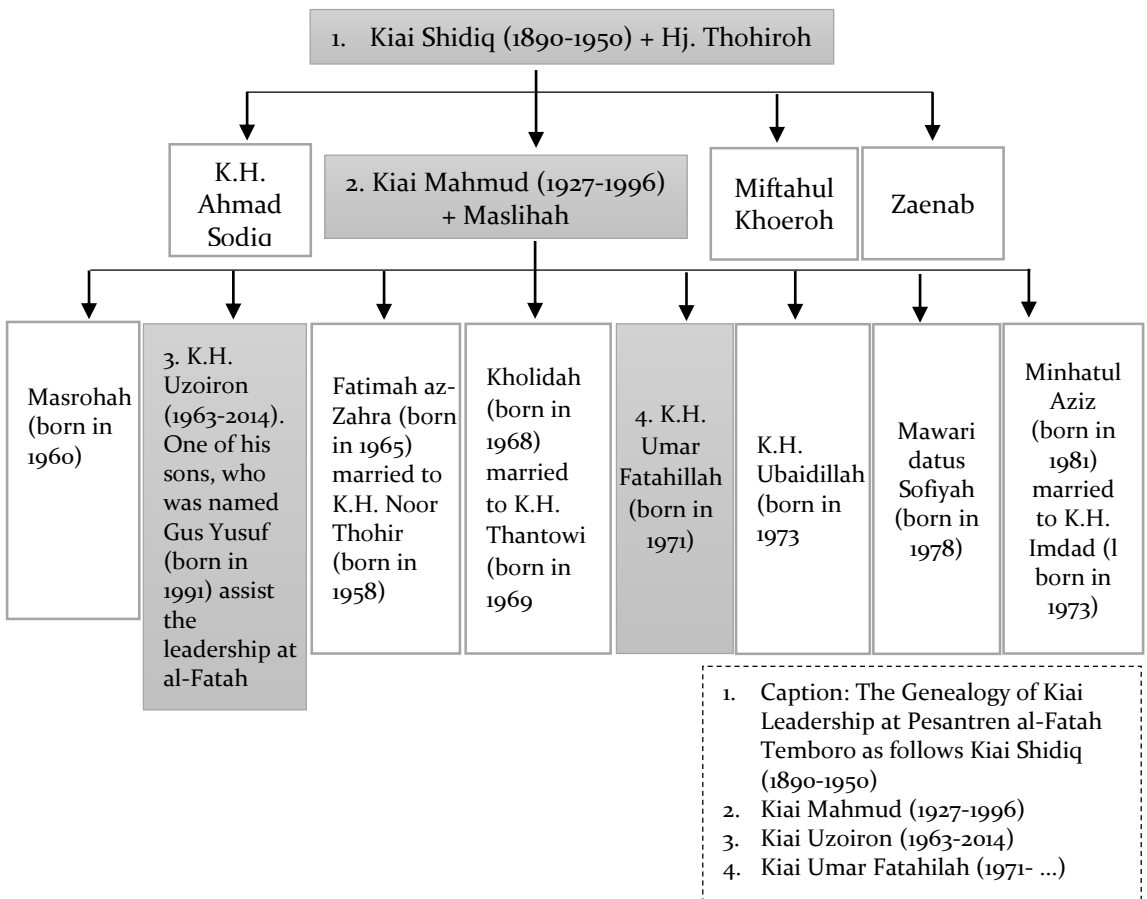 1. Kiai Shidiq (1890-1950) + Hj. Thohiroh
K.H.
Ahmad
Sodiq
2. Kiai Mahmud (1927-1996)
+ Maslihah
Miftahul
Khoeroh
Zaenab
Masrohah
(born in
1960)
3. K.H.
Uzoiron
(1963-2014).
One of his
sons, who
was named
Gus Yusuf
(born in
1991) assist
the
leadership at
al-Fatah
Fatimah az-
Zahra (born
in 1965)
married to
K.H. Noor
Thohir
(born in
1958)
Kholidah
(born in
1968)
married
to K.H.
Thantowi
(born in
1969
4. K.H.
Umar
Fatahillah
(born in
1971)
K.H.
Ubaidillah
(born in
1973
Mawari
datus
Sofiyah
(born in
1978)
Minhatul
Aziz
(born in
1981)
married
to K.H.
Imdad (l
born in
1973)
1. Caption: The Genealogy of Kiai
Leadership at Pesantren al-Fatah
Temboro as follows Kiai Shidiq
(1890-1950)
2. Kiai Mahmud (1927-1996)
3. Kiai Uzoiron (1963-2014)
4. Kiai Umar Fatahilah (1971- ...)